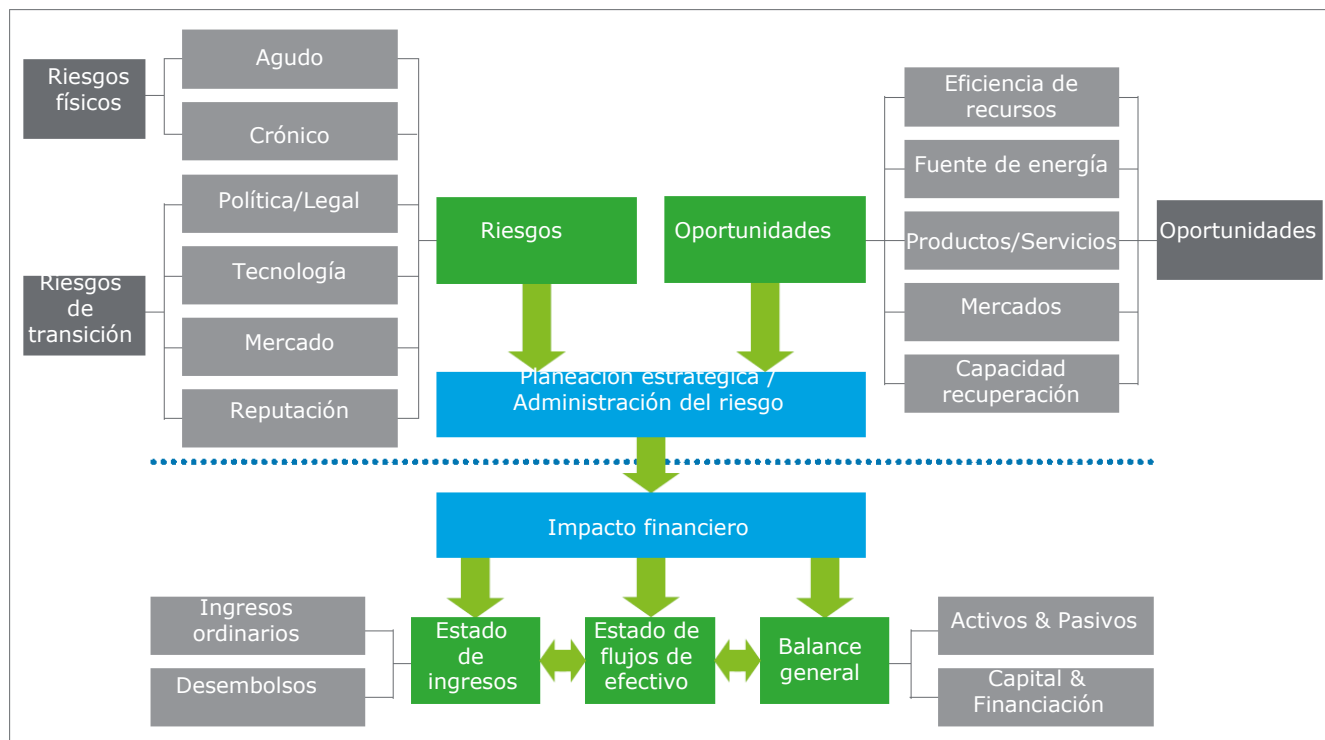 Riesgos
físicos
Agudo
Crónico
Riesgos
de
transición
Política/Legal
Tecnología
Mercado
Reputación
Riesgos
Oportunidades
Eficiencia de
recursos
Fuente de energía
Productos/Servicios
Mercados
Capacidad
recuperación
Oportunidades
Planeación estratégica /
Administración del riesgo
Impacto financiero
Ingresos
ordinarios
Desembolsos
Estado
de
ingresos
Estado de
flujos de
efectivo
Balance
general
Activos & Pasivos
Capital &
Financiación